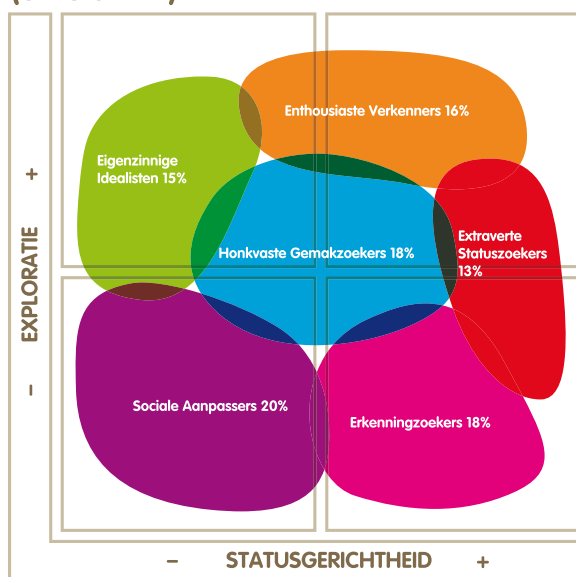 Enthousiaste Verkenners 16%
Eigenzinnige
Idealisten 15%
+
Honkvaste Gemakzoekers 18%
Extraverte
Statuszoekers
13%
EXPLORATIE
–
Sociale Aanpassers 20%
Erkenningzoekers 18%
– STATUSGERICHTHEID +